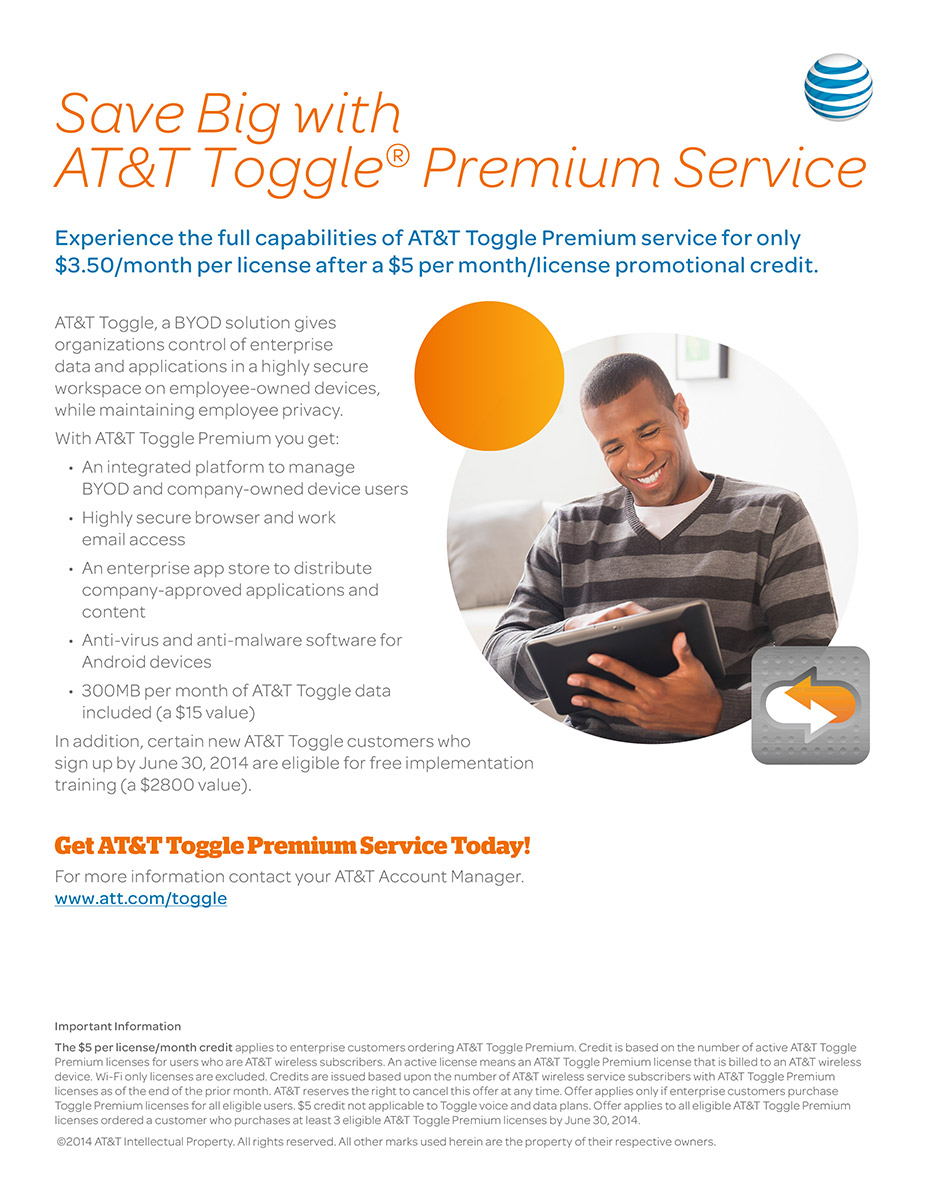 Save Big with
AT&T Toggle® Premium Service
Experience the full capabilities of AT&T Toggle Premium service for only
$3.50/month per license after a $5 per month/license promotional credit.
AT&T Toggle, a BYOD solution gives
organizations control of enterprise
data and applications in a highly secure
workspace on employee-owned devices,
while maintaining employee privacy.
With AT&T Toggle Premium you get:
• An integrated platform to manage
BYOD and company-owned device users
• Highly secure browser and work
email access
• An enterprise app store to distribute
company-approved applications and
content
• Anti-virus and anti-malware software for
Android devices
• 300MB per month of AT&T Toggle data
included (a $15 value)
In addition, certain new AT&T Toggle customers who
sign up by June 30, 2014 are eligible for free implementation
training (a $2800 value).
Get AT&T Toggle Premium Service Today!
For more information contact your AT&T Account Manager.
www.att.com/toggle
Important Information
The $5 per license/month credit applies to enterprise customers ordering AT&T Toggle Premium. Credit is based on the number of active AT&T Toggle
Premium licenses for users who are AT&T wireless subscribers. An active license means an AT&T Toggle Premium license that is billed to an AT&T wireless
device. Wi-Fi only licenses are excluded. Credits are issued based upon the number of AT&T wireless service subscribers with AT&T Toggle Premium
licenses as of the end of the prior month. AT&T reserves the right to cancel this offer at any time. Offer applies only if enterprise customers purchase
Toggle Premium licenses for all eligible users. $5 credit not applicable to Toggle voice and data plans. Offer applies to all eligible AT&T Toggle Premium
licenses ordered a customer who purchases at least 3 eligible AT&T Toggle Premium licenses by June 30, 2014.
©2014 AT&T Intellectual Property. All rights reserved. All other marks used herein are the property of their respective owners.